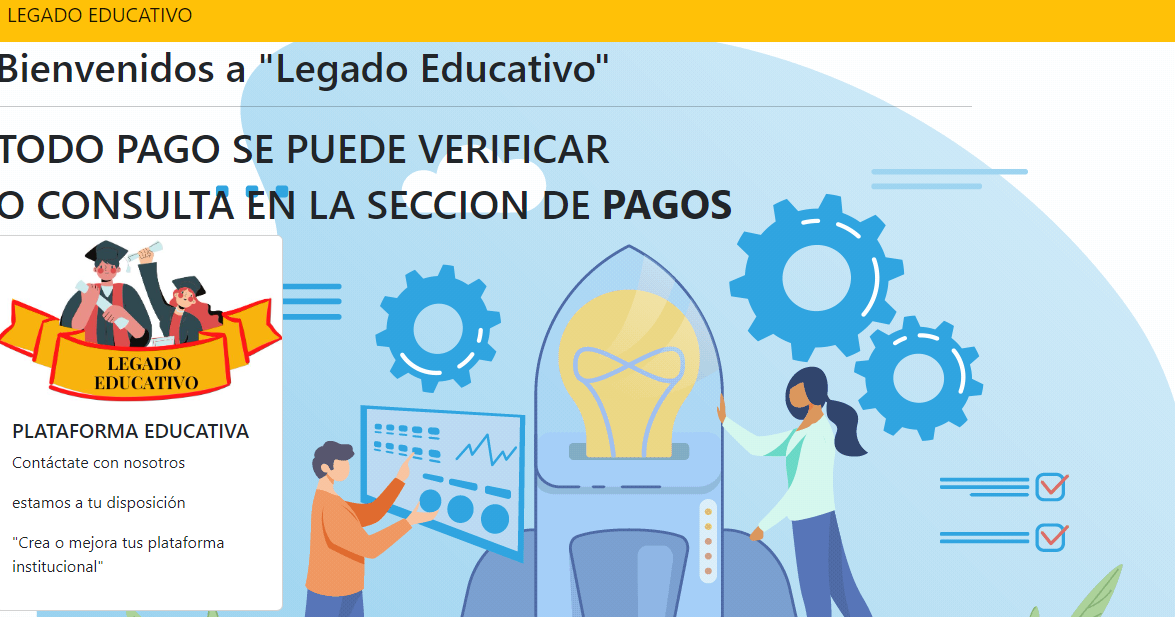 LEGADO EDUCATIVO
Bienvenidos a "Legado Educativo"
TODO PAGO SE PUEDE VERIFICAR
O CONSULTA EN LA SECCION DE PAGOS
LEGADO
EDUCATIVO
PLATAFORMA EDUCATIVA
Contáctate con nosotros
estamos a tu disposición
"Crea o mejora tus plataforma
institucional"